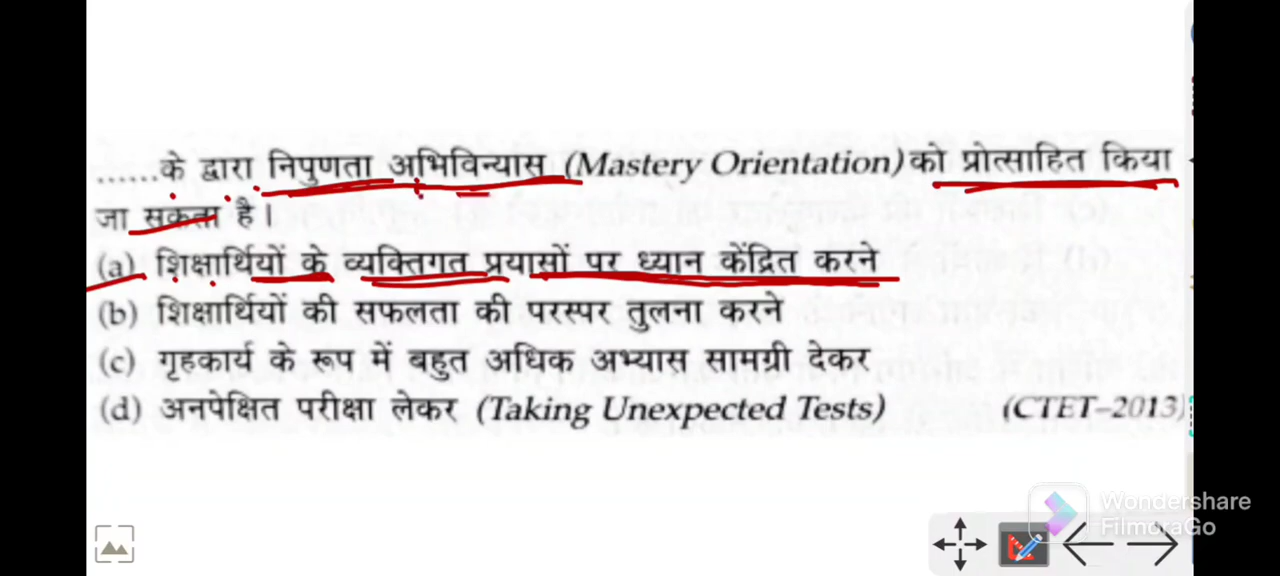 ......के द्वारा निपुणता अभिविन्यास (Mastery Orientation) को प्रोत्साहित किया
जा सकता है।
(a) शिक्षार्थियों के व्यक्तिगत प्रयासों पर ध्यान केंद्रित करने
(b) शिक्षार्थियों की सफलता की परस्पर तुलना करने
(c) गृहकार्य के रूप में बहुत अधिक अभ्यास सामग्री देकर
(d) अनपेक्षित परीक्षा लेकर (Taking Unexpected Tests) (CTET–2013)
Wondershare
FilmoraGo